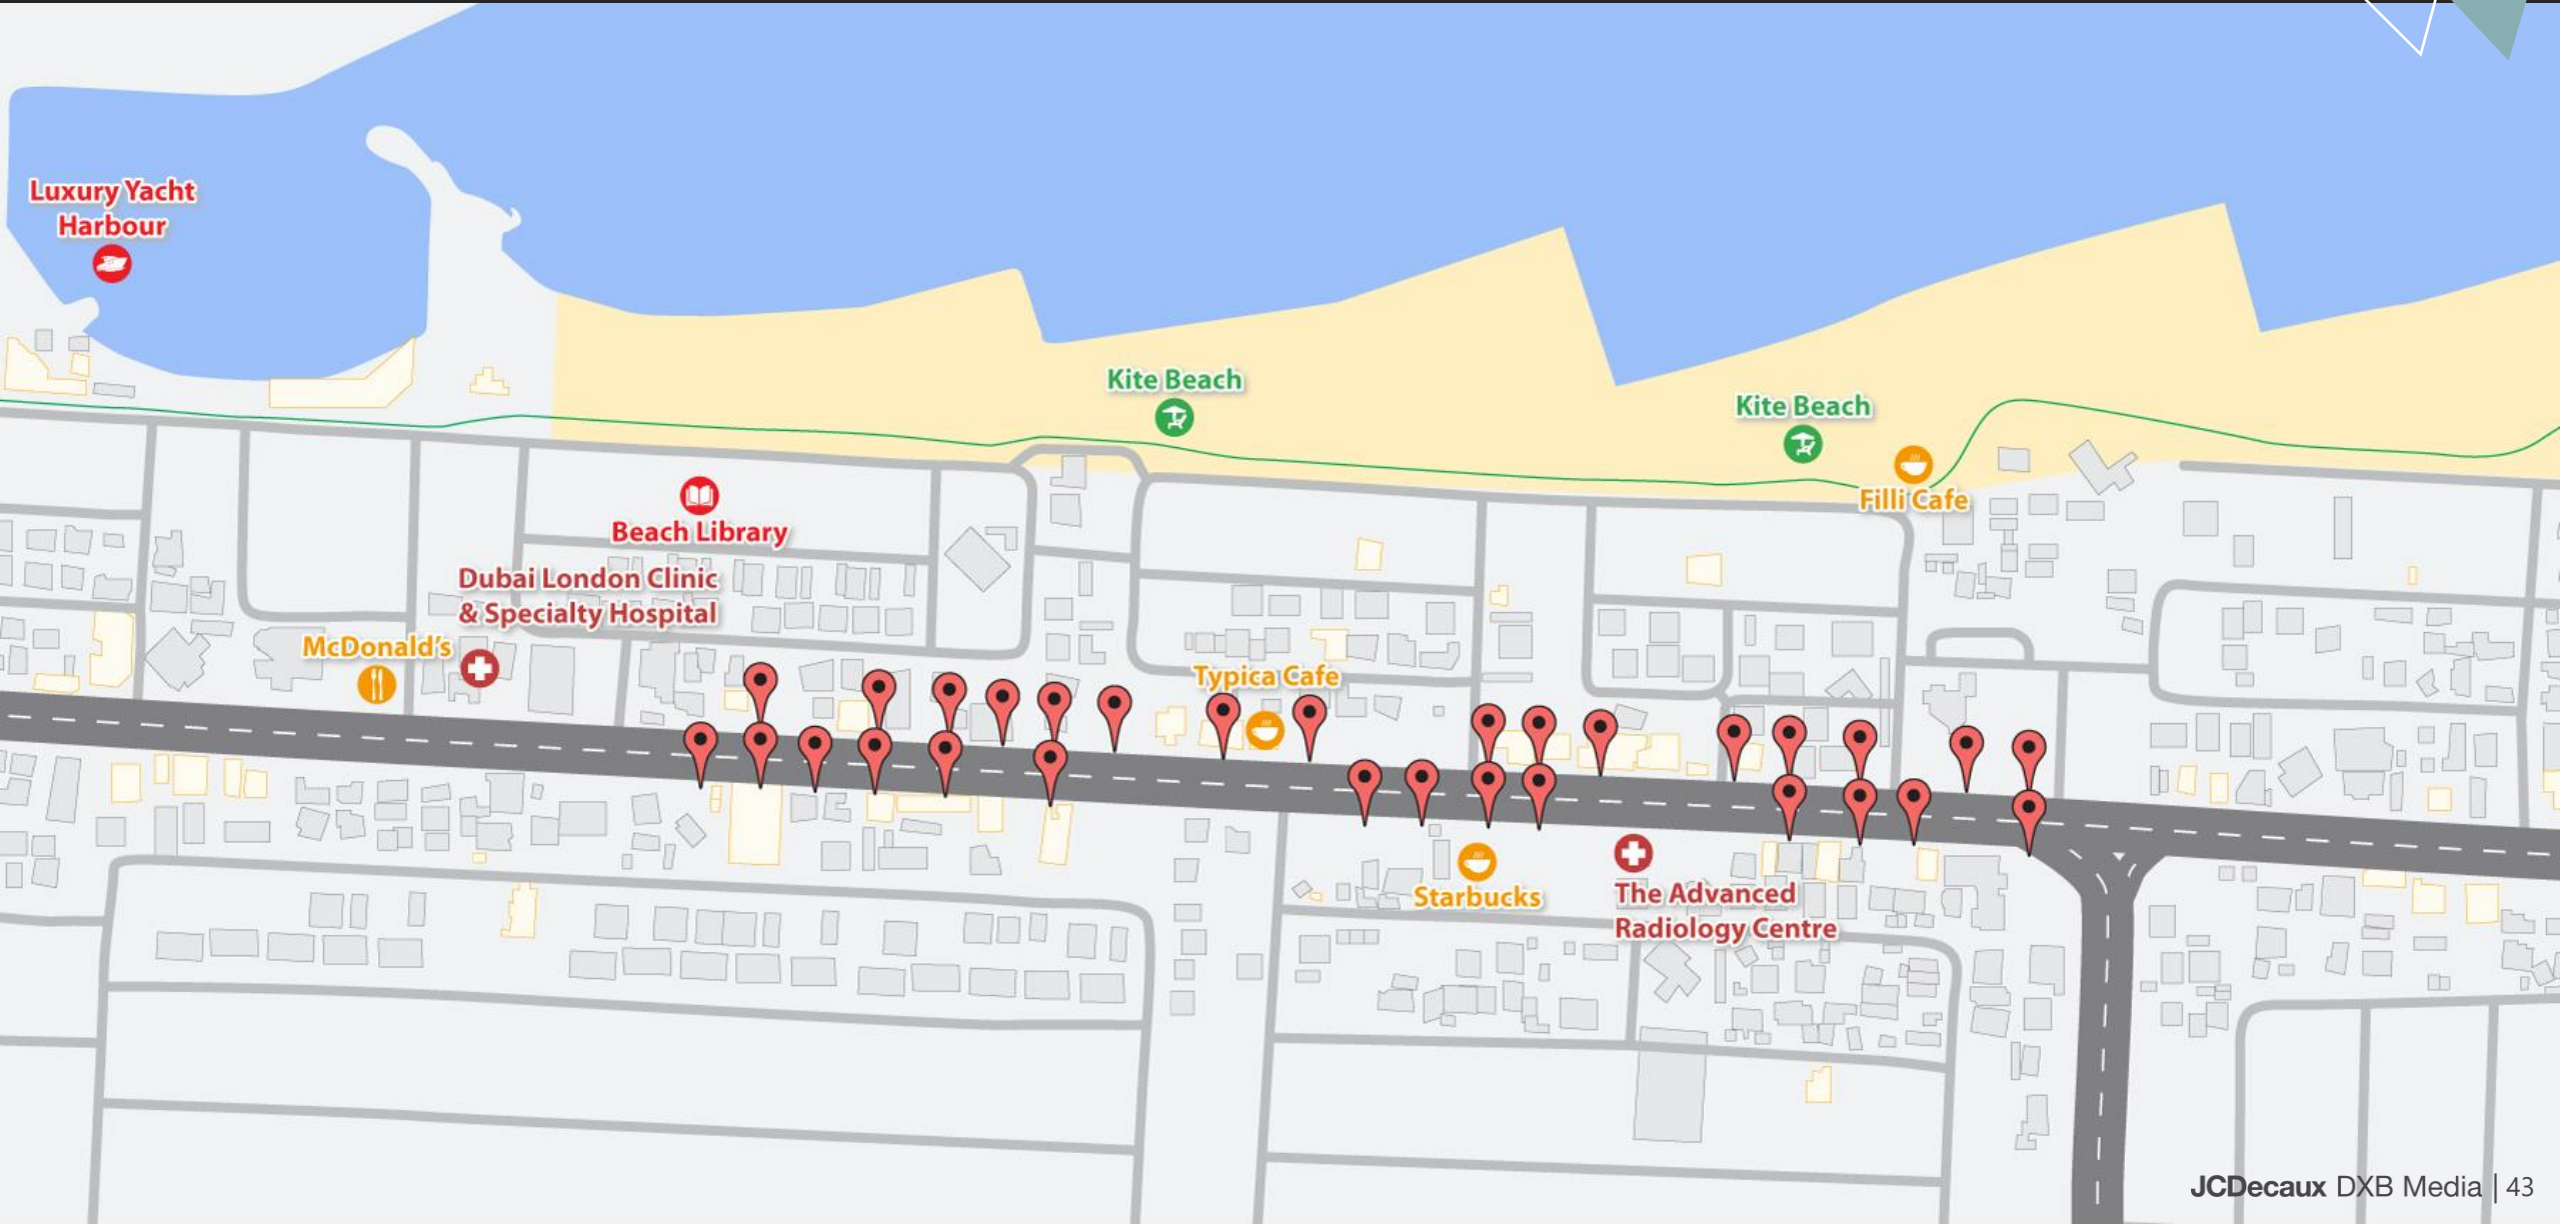 Luxury Yacht
Harbour
Kite Beach
Kite Beach
Filli Cafe
Beach Library
Dubai London Clinic
& Specialty Hospital
McDonald's
Typica Cafe
Starbucks
The Advanced
Radiology Centre
JCDecaux DXB Media | 43